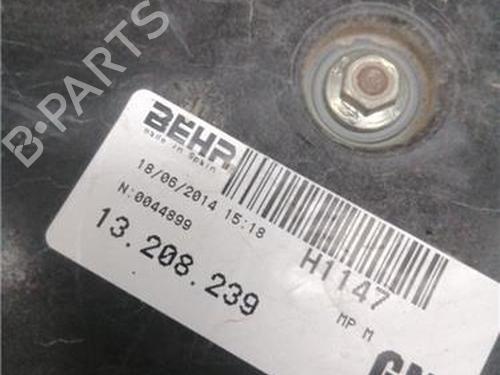 B-PARTS
BEHR
made in Spain
18/06/2014 15:18
N:0044899
H1147
13.208.239
MP M